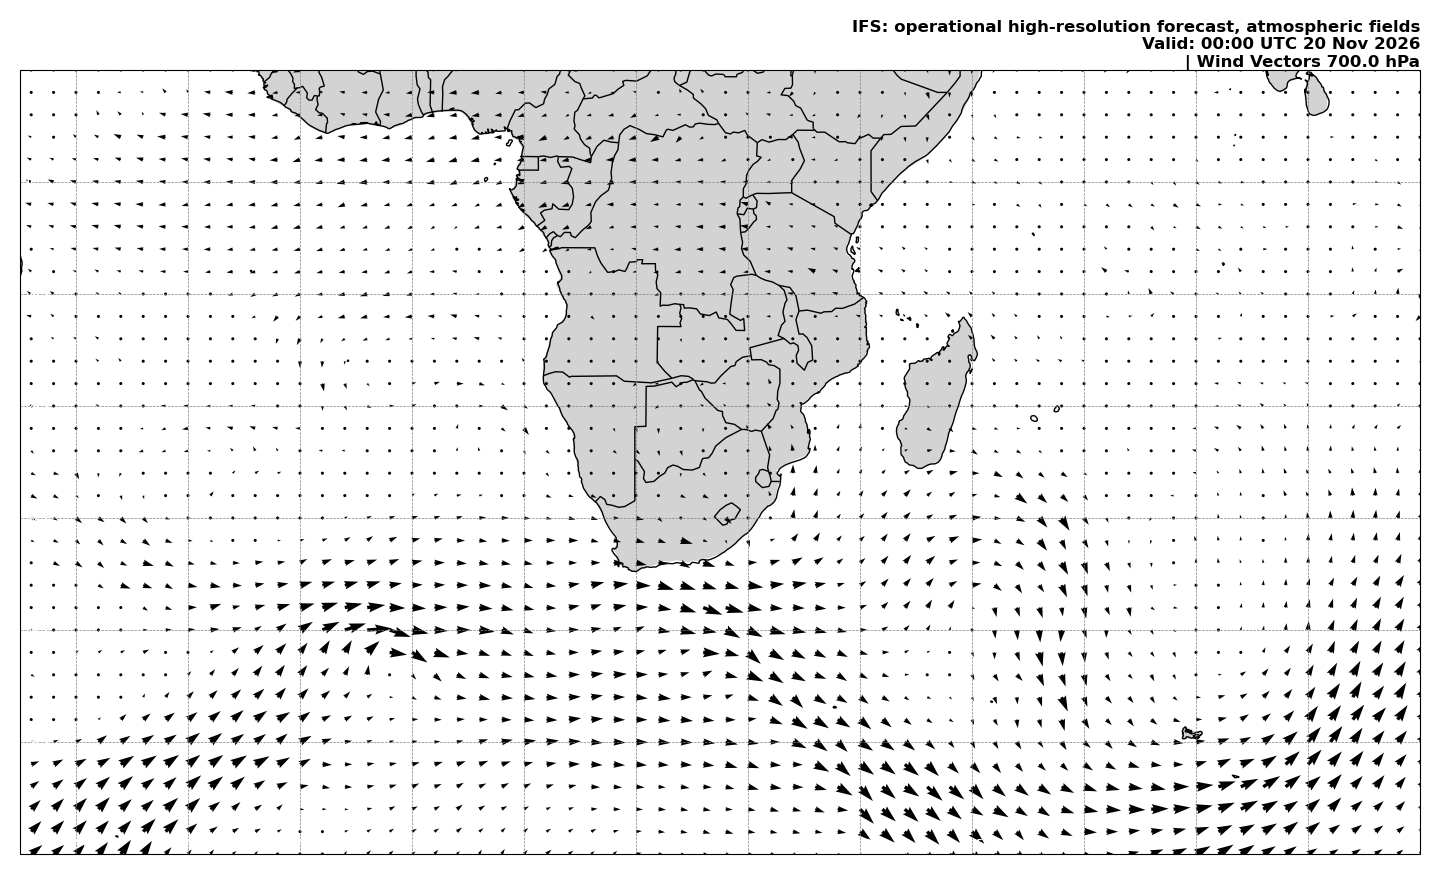 IFS: operational high-resolution forecast, atmospheric fields
Valid: 00:00 UTC 20 Nov 2026
| Wind Vectors 700.0 hPa